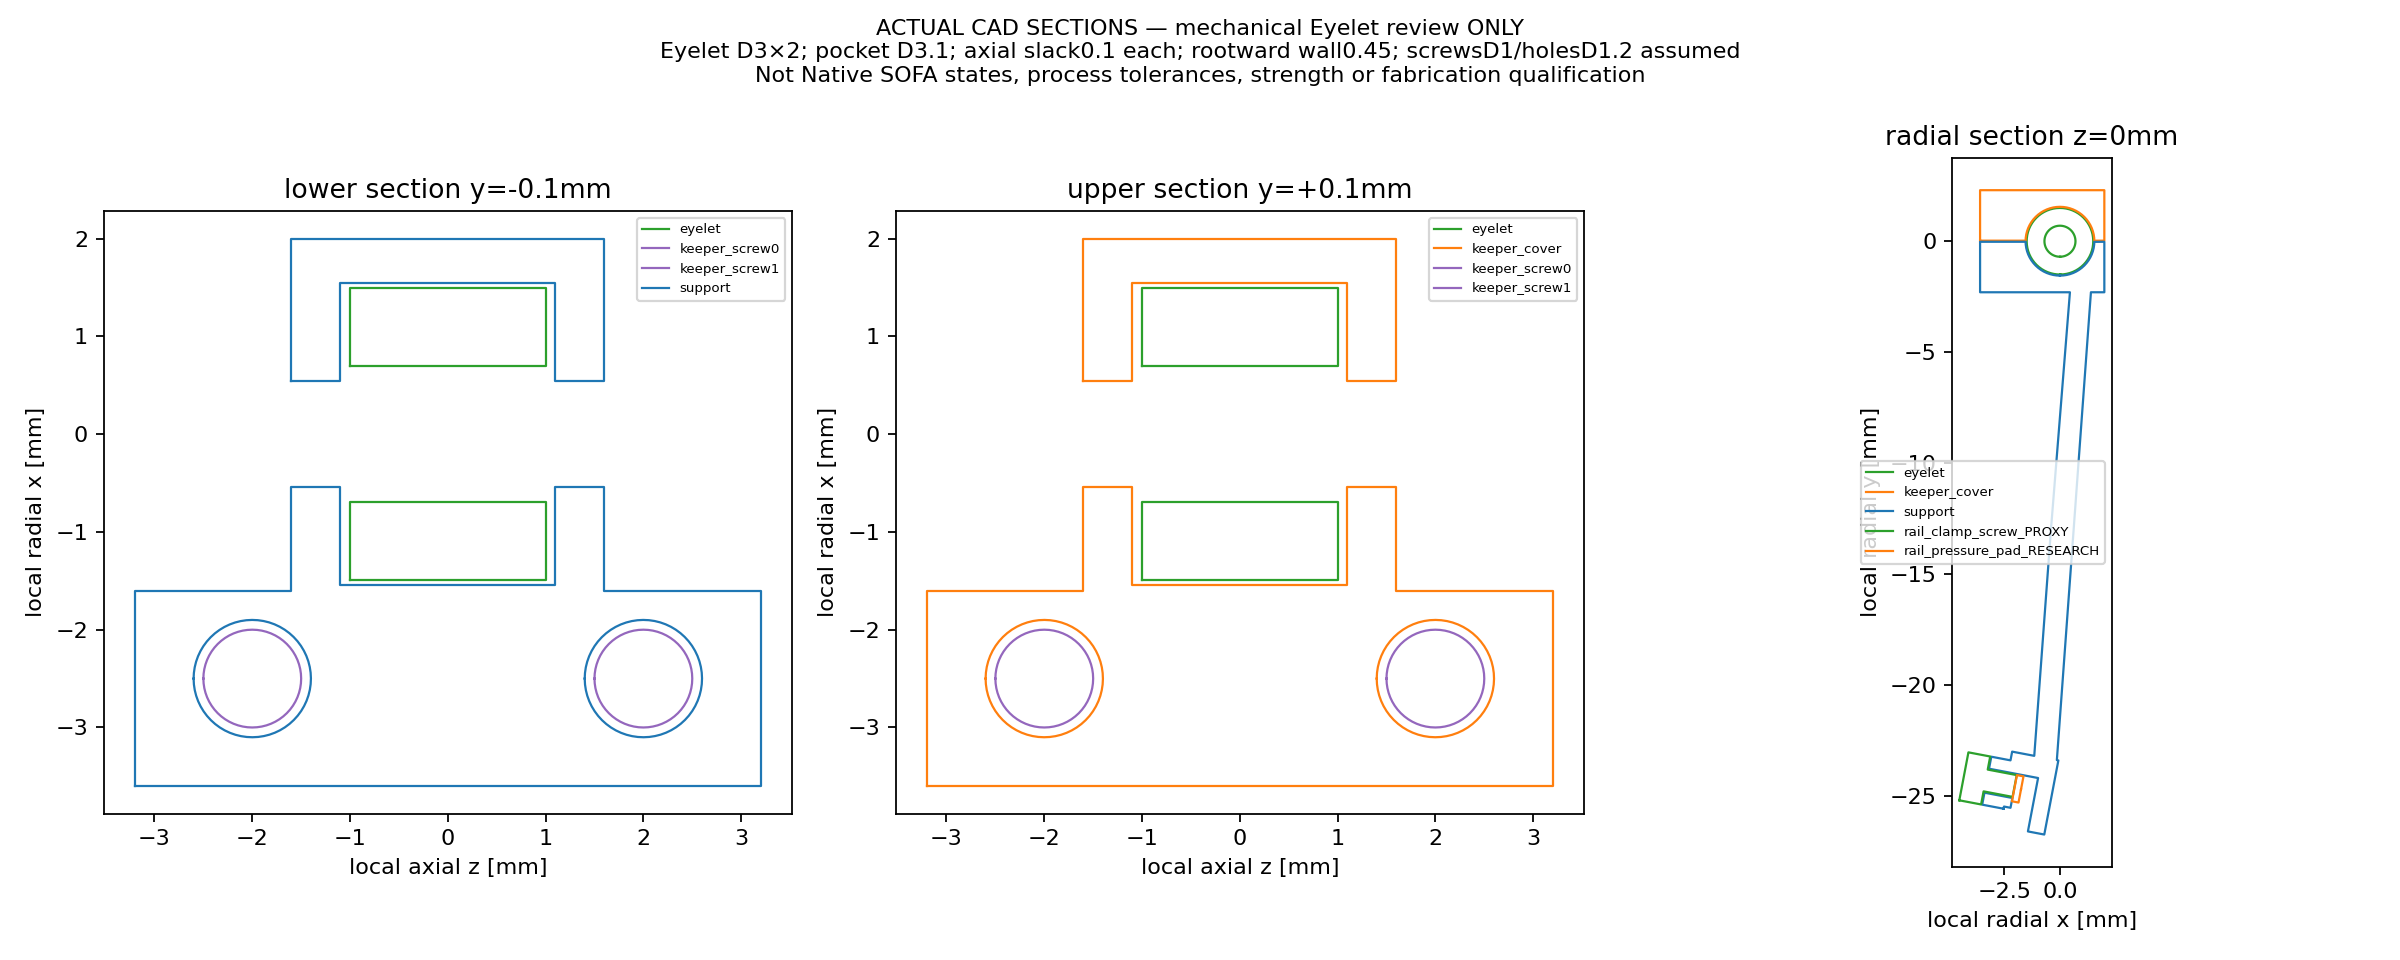 ACTUAL CAD SECTIONS — mechanical Eyelet review ONLY
Eyelet D3×2; pocket D3.1; axial slack0.1 each; rootward wall0.45; screwsD1/holesD1.2 assumed
Not Native SOFA states, process tolerances, strength or fabrication qualification
lower section y=-0.1mm
eyelet
keeper_screw0
keeper_screw1
support
2
1
0
−1
−2
−3
local radial x [mm]
−3
−2
−1
0
1
2
3
local axial z [mm]
upper section y=+0.1mm
eyelet
keeper_cover
keeper_screw0
keeper_screw1
2
1
0
−1
−2
−3
local radial x [mm]
−3
−2
−1
0
1
2
3
local axial z [mm]
radial section z=0mm
0
−5
−10
−15
−20
−25
local radial y [mm]
eyelet
keeper_cover
support
rail_clamp_screw_PROXY
rail_pressure_pad_RESEARCH
−2.5
0.0
local radial x [mm]